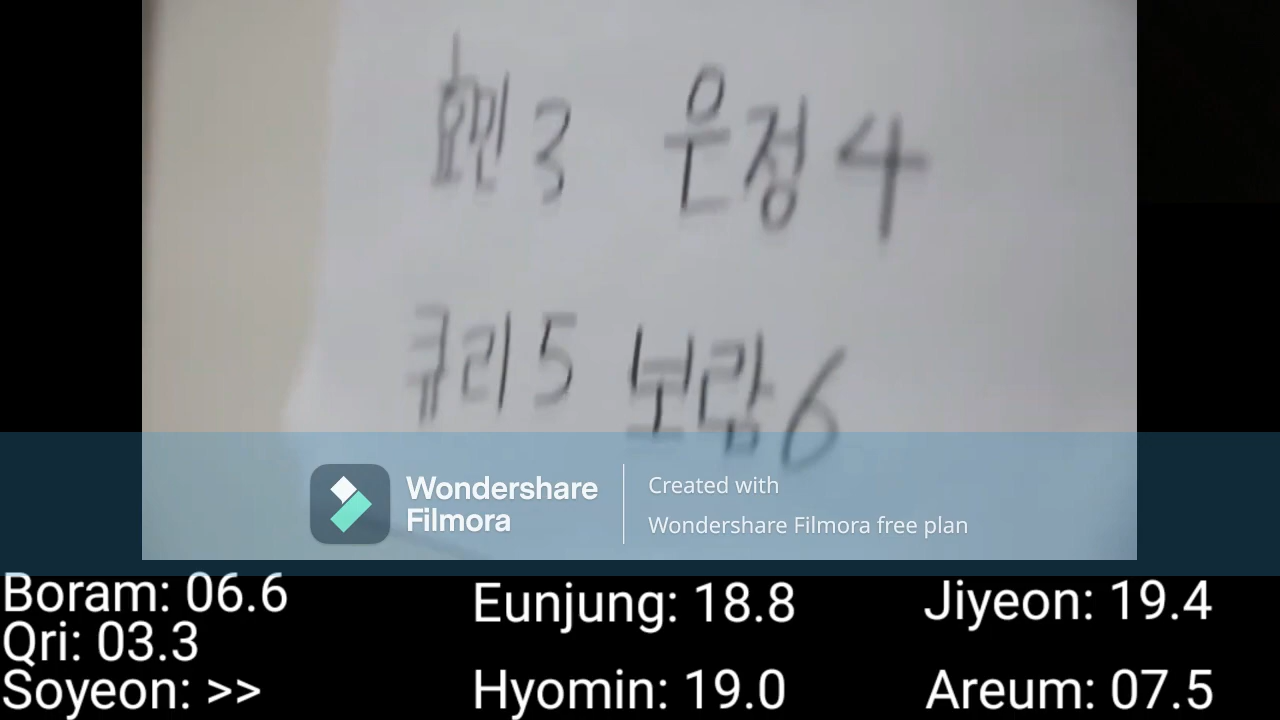 효민 3 은정 4
큐리 5 보람 6
Wondershare
Filmora
Created with
Wondershare Filmora free plan
Boram: 06.6
Qri: 03.3
Soyeon: >>
Eunjung: 18.8
Hyomin: 19.0
Jiyeon: 19.4
Areum: 07.5